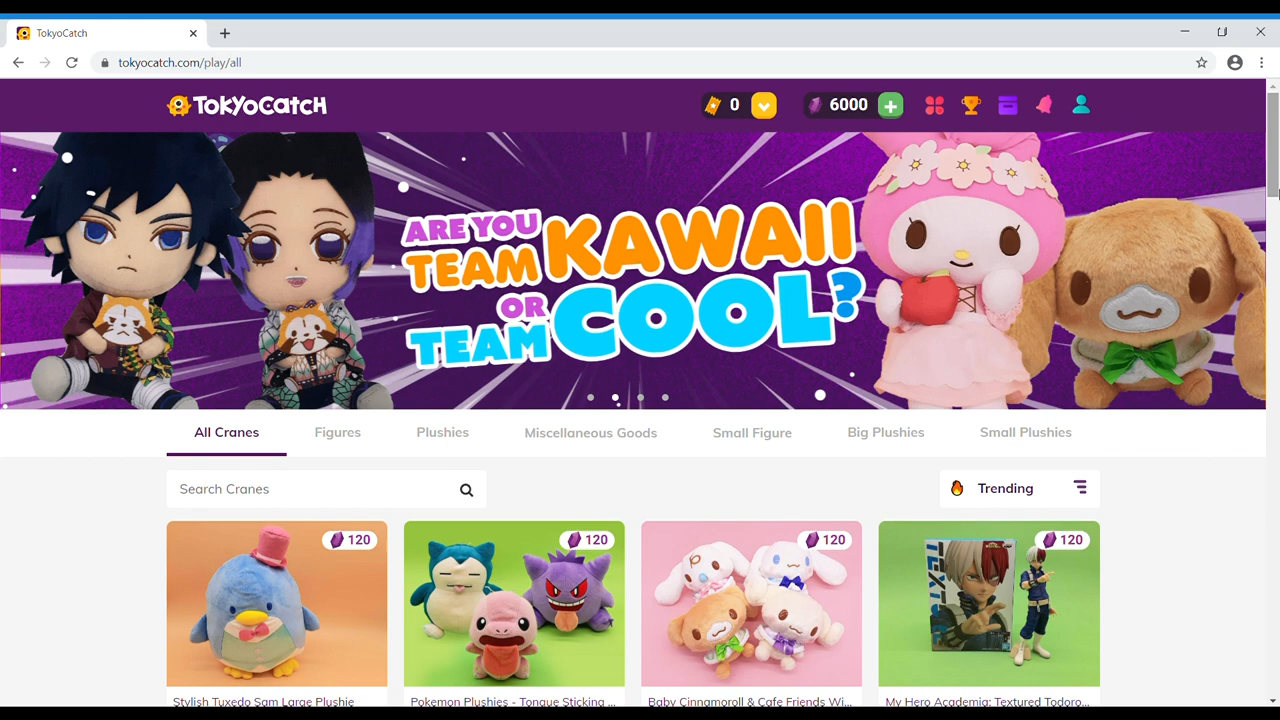 TokyoCatch
tokyocatch.com/play/all
TOKYOCATCH
0
6000
ARE YOU
TEAM KAWAII
OR
TEAM COOL?
All Cranes
Figures
Plushies
Miscellaneous Goods
Small Figure
Big Plushies
Small Plushies
Search Cranes
Trending
120
120
120
120
Stylish Tuxedo Sam Large Plushie
Pokemon Plushies - Tongue Sticking ...
Baby Cinnamoroll & Cafe Friends Wi...
My Hero Academia: Textured Todoro...